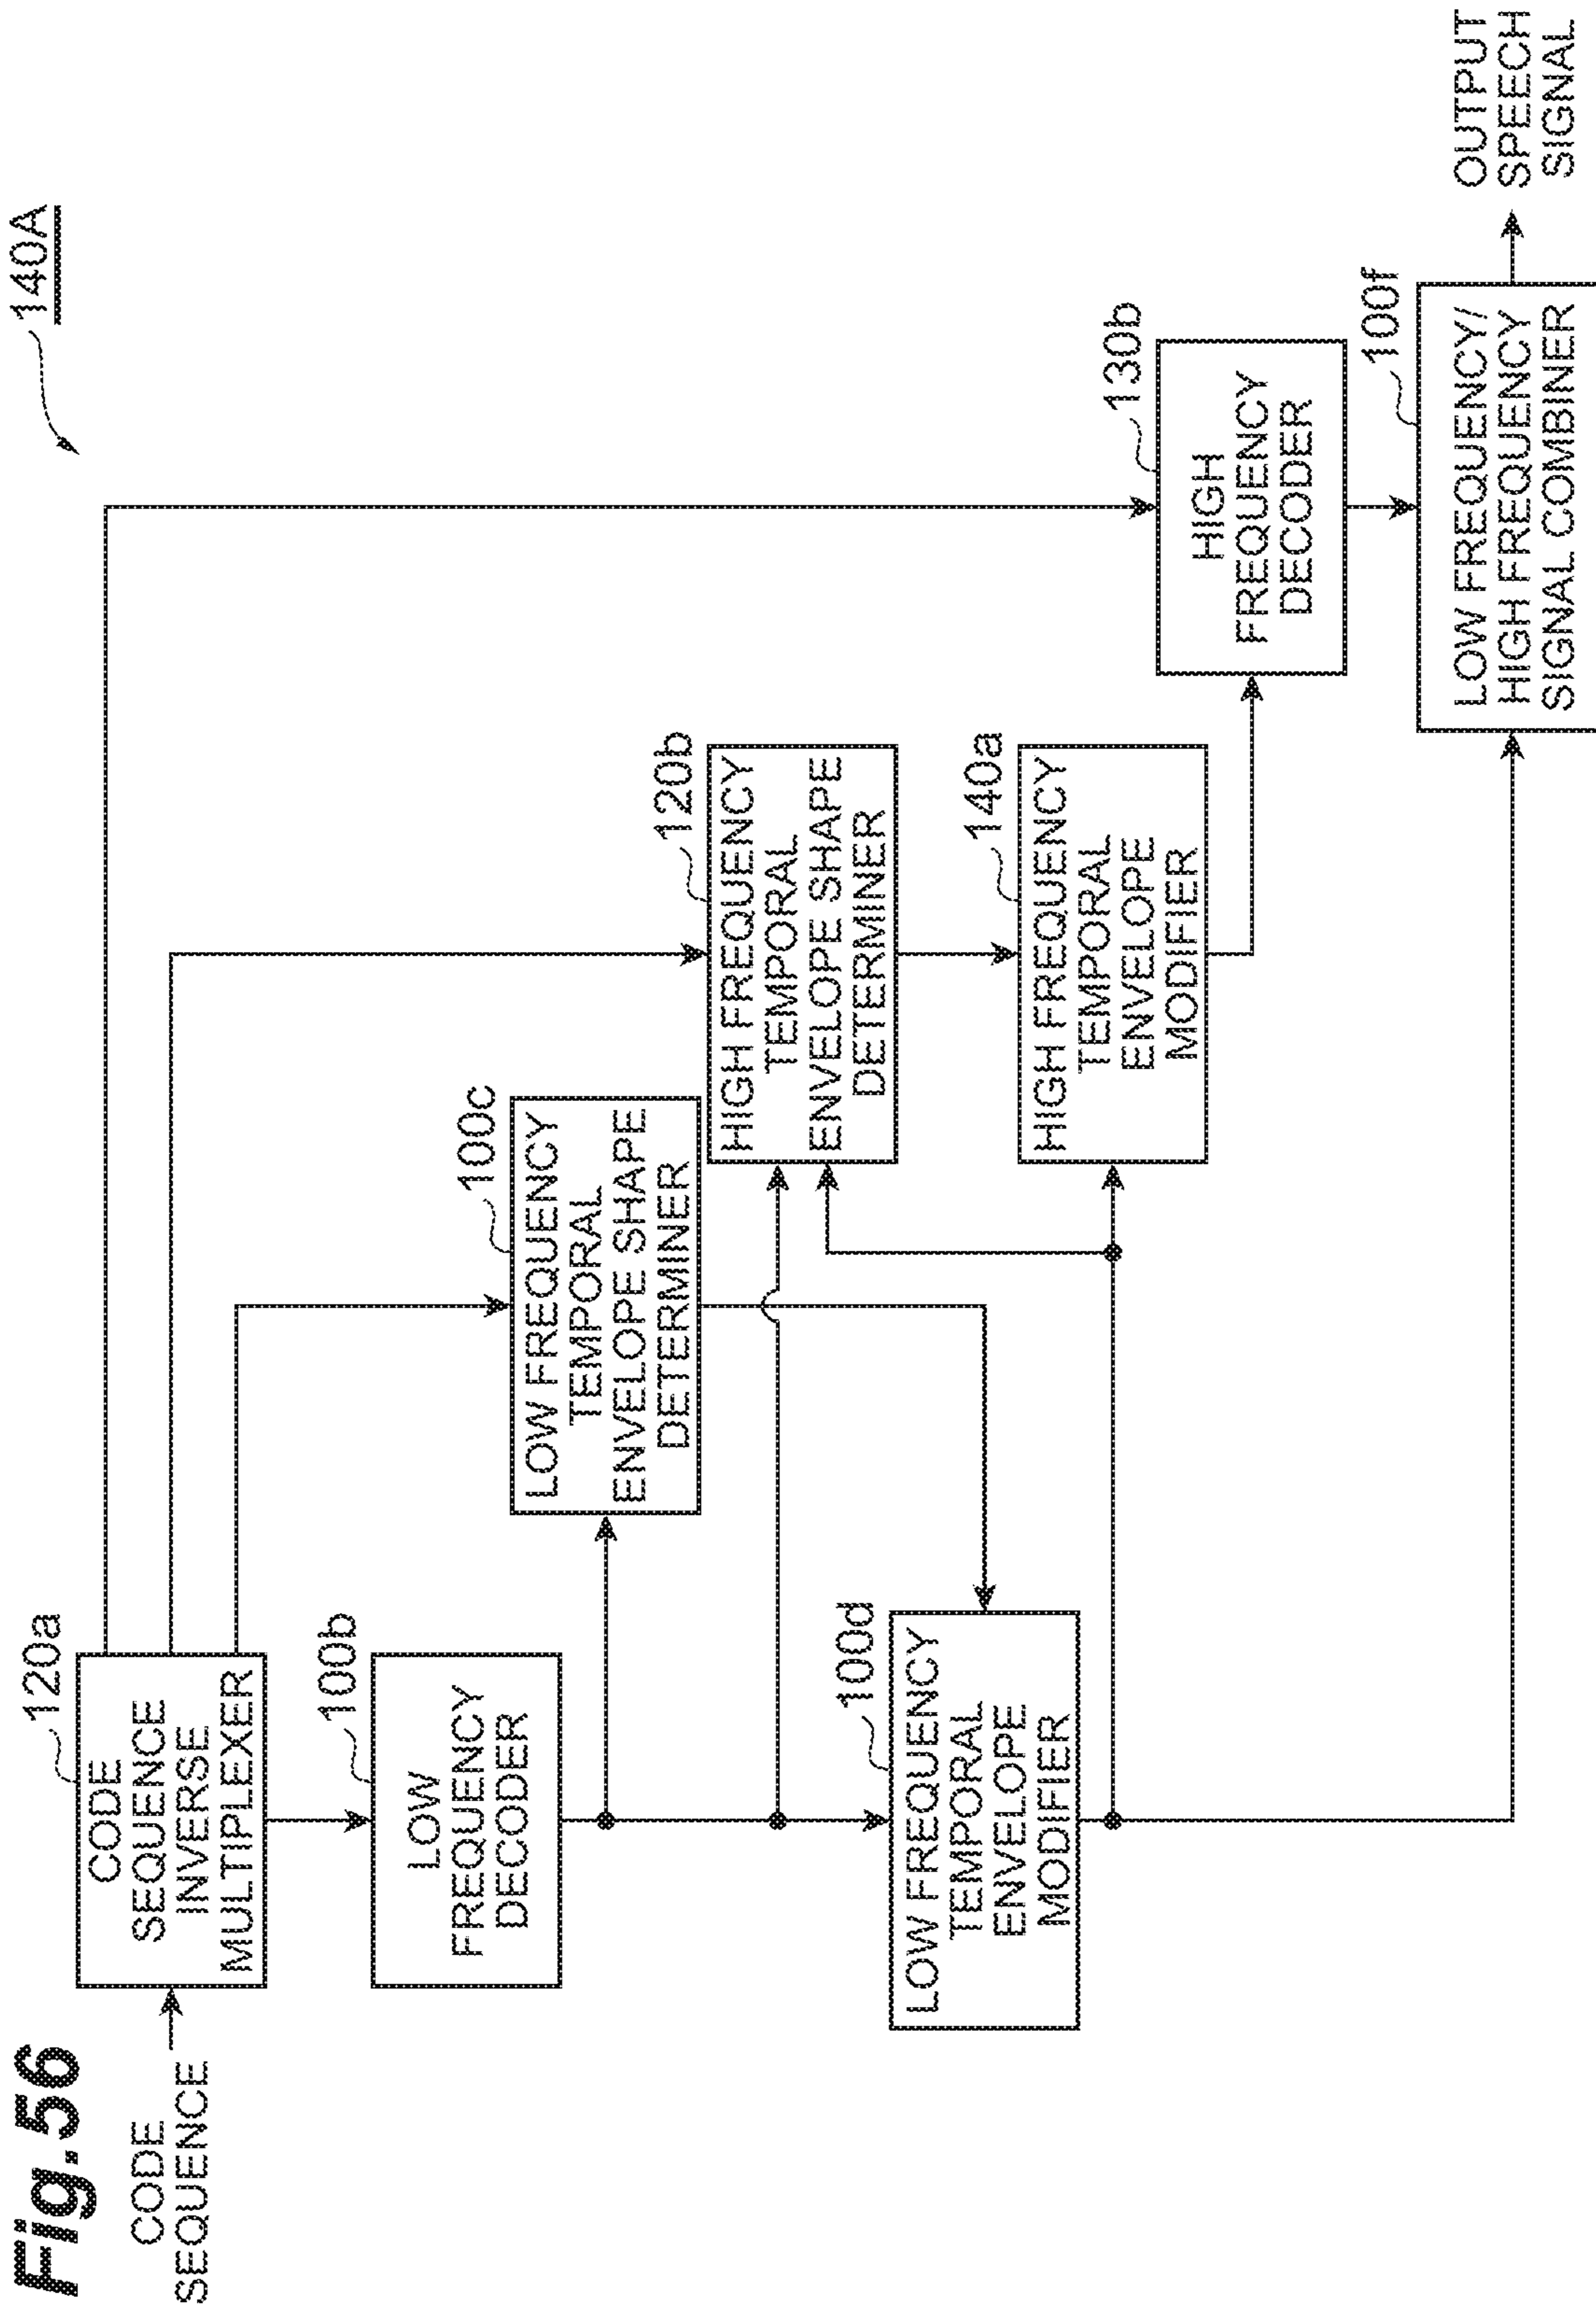 Fig.56
140A
CODE
SEQUENCE
120a
CODE
SEQUENCE
INVERSE
MULTIPLEXER
100b
LOW
FREQUENCY
DECODER
100c
LOW FREQUENCY
TEMPORAL
ENVELOPE SHAPE
DETERMINER
120b
HIGH FREQUENCY
TEMPORAL
ENVELOPE SHAPE
DETERMINER
100d
LOW FREQUENCY
TEMPORAL
ENVELOPE
MODIFIER
140a
HIGH FREQUENCY
TEMPORAL
ENVELOPE
MODIFIER
130b
HIGH
FREQUENCY
DECODER
100f
LOW FREQUENCY/
HIGH FREQUENCY
SIGNAL COMBINER
OUTPUT
SPEECH
SIGNAL